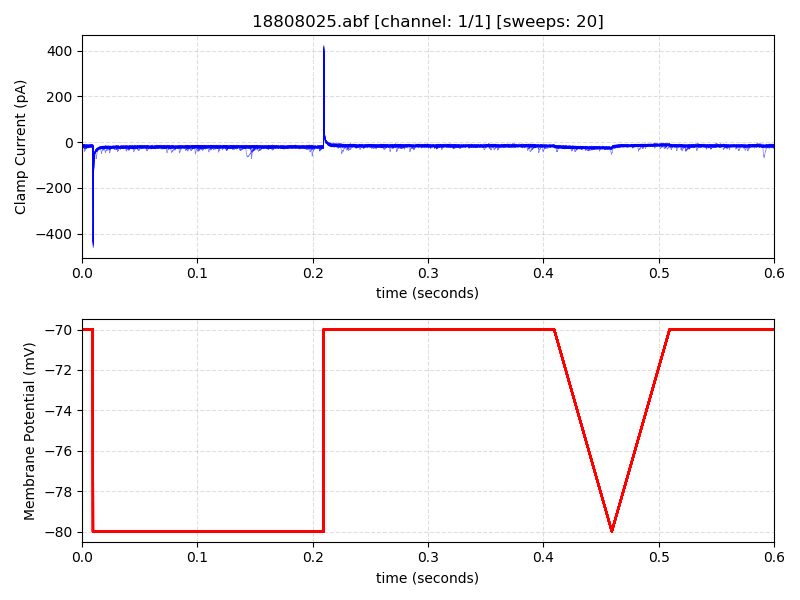 18808025.abf [channel: 1/1] [sweeps: 20]
Clamp Current (pA)
400
200
0
−200
−400
0.0 0.1 0.2 0.3 0.4 0.5 0.6
time (seconds)
Membrane Potential (mV)
−70
−72
−74
−76
−78
−80
0.0 0.1 0.2 0.3 0.4 0.5 0.6
time (seconds)